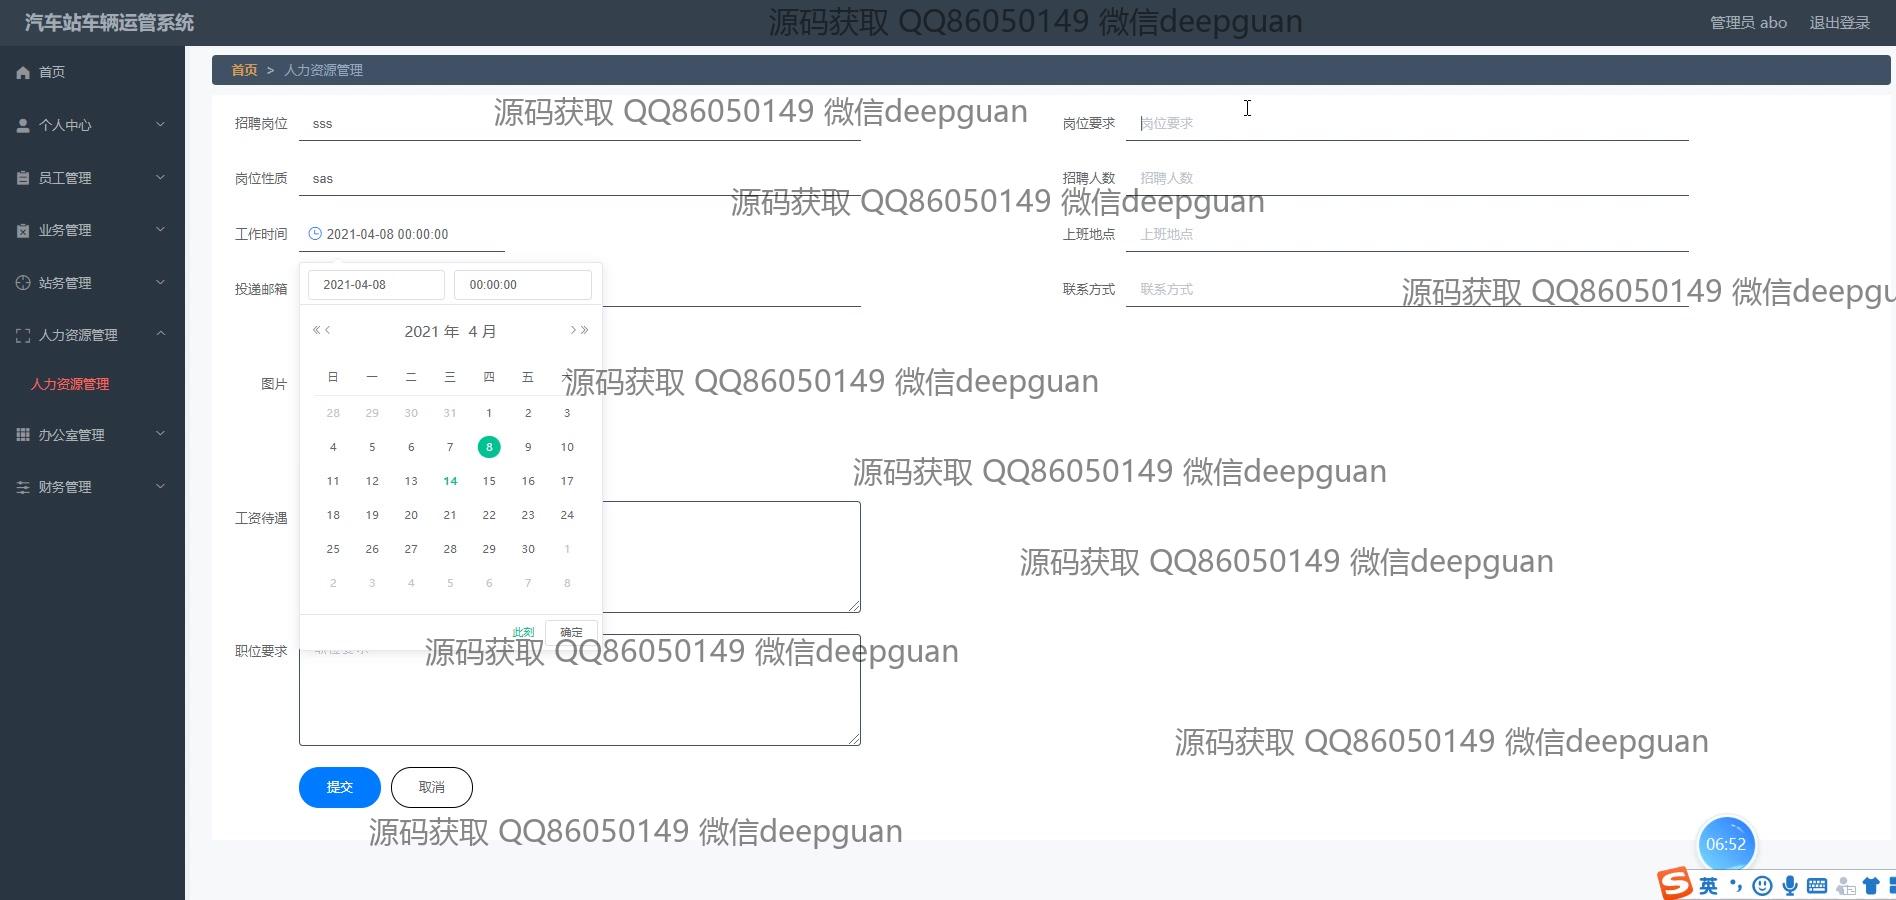 汽车站车辆运管系统
源码获取 QQ86050149 微信deepguan
管理员 abo
退出登录
首页
个人中心
员工管理
业务管理
站务管理
人力资源管理
人力资源管理
办公室管理
财务管理
首页 > 人力资源管理
源码获取 QQ86050149 微信deepguan
招聘岗位 sss
岗位要求 岗位要求
岗位性质 sas
招聘人数 招聘人数
源码获取 QQ86050149 微信deepguan
工作时间 2021-04-08 00:00:00
上班地点 上班地点
投递邮箱
2021-04-08 00:00:00
联系方式 联系方式
源码获取 QQ86050149 微信deepgu
2021 年 4 月
图片
日 一 二 三 四 五 六
源码获取 QQ86050149 微信deepguan
28 29 30 31 1 2 3
4 5 6 7 8 9 10
11 12 13 14 15 16 17
源码获取 QQ86050149 微信deepguan
18 19 20 21 22 23 24
25 26 27 28 29 30 1
2 3 4 5 6 7 8
工资待遇
源码获取 QQ86050149 微信deepguan
此刻 确定
职位要求 职位要求
源码获取 QQ86050149 微信deepguan
源码获取 QQ86050149 微信deepguan
提交 取消
源码获取 QQ86050149 微信deepguan
06:52
英